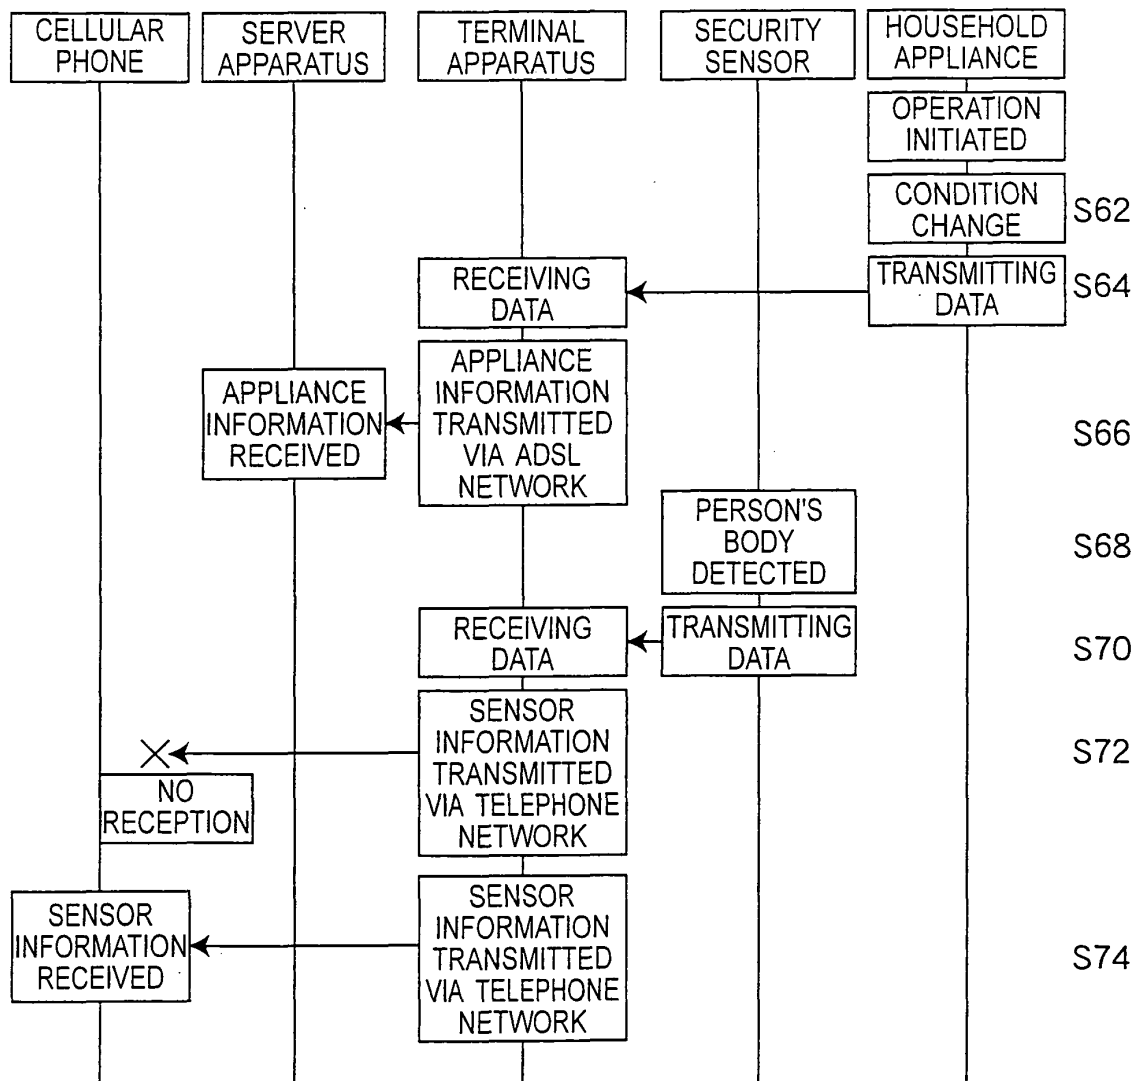 CELLULAR
PHONE
SERVER
APPARATUS
TERMINAL
APPARATUS
SECURITY
SENSOR
HOUSEHOLD
APPLIANCE
OPERATION
INITIATED
CONDITION
CHANGE
S62
RECEIVING
DATA
TRANSMITTING
DATA
S64
APPLIANCE
INFORMATION
RECEIVED
APPLIANCE
INFORMATION
TRANSMITTED
VIA ADSL
NETWORK
S66
PERSON'S
BODY
DETECTED
S68
RECEIVING
DATA
TRANSMITTING
DATA
S70
SENSOR
INFORMATION
TRANSMITTED
VIA TELEPHONE
NETWORK
S72
NO
RECEPTION
SENSOR
INFORMATION
RECEIVED
SENSOR
INFORMATION
TRANSMITTED
VIA TELEPHONE
NETWORK
S74